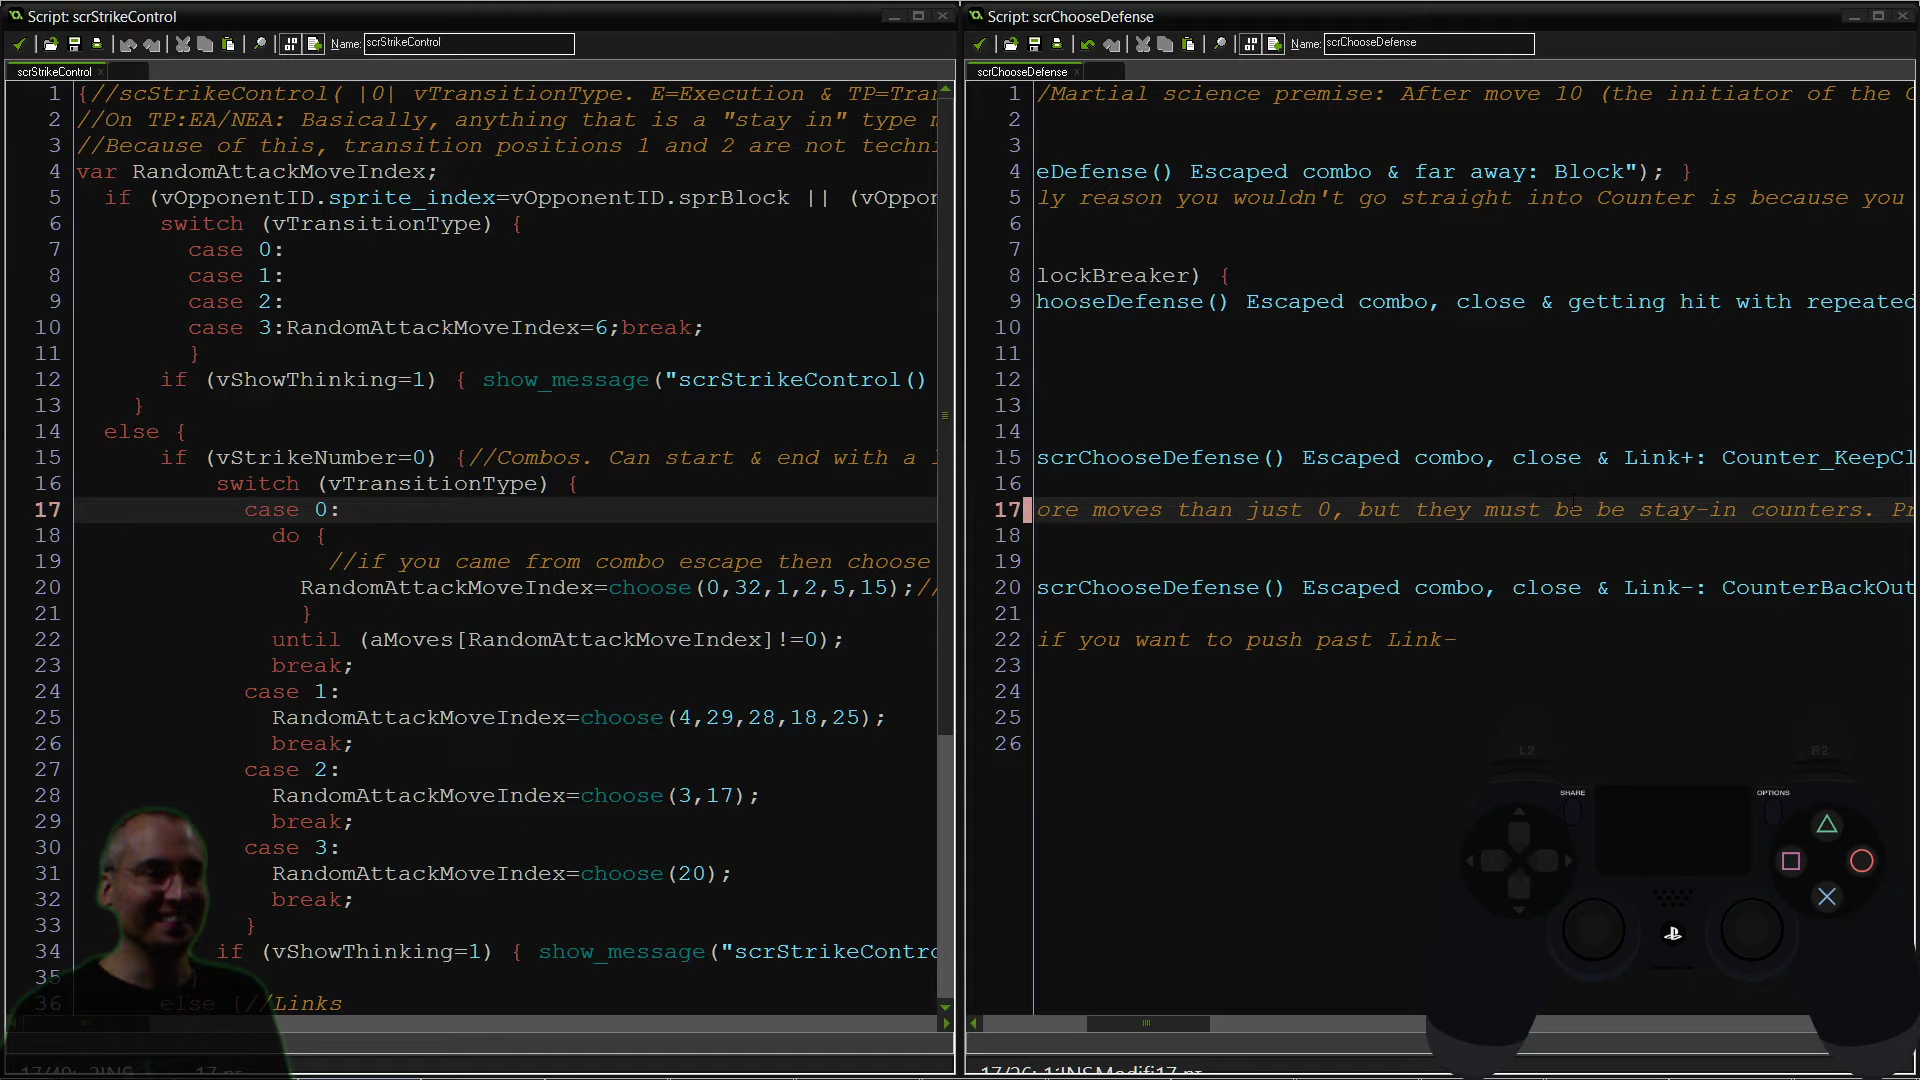 Script: scrStrikeControl
Name: scrStrikeControl
scrStrikeControl x
1 {//scStrikeControl( |0| vTransitionType. E=Execution & TP=Tran
2 //On TP:EA/NEA: Basically, anything that is a "stay in" type
3 //Because of this, transition positions 1 and 2 are not techni
4 var RandomAttackMoveIndex;
5 if (vOpponentID.sprite_index=vOpponentID.sprBlock || (vOppon
6 switch (vTransitionType) {
7 case 0:
8 case 1:
9 case 2:
10 case 3:RandomAttackMoveIndex=6;break;
11 }
12 if (vShowThinking=1) { show_message("scrStrikeControl()
13 }
14 else {
15 if (vStrikeNumber=0) {//Combos. Can start & end with a
16 switch (vTransitionType) {
17 case 0:
18 do {
19 //if you came from combo escape then choose
20 RandomAttackMoveIndex=choose(0,32,1,2,5,15);//
21 }
22 until (aMoves[RandomAttackMoveIndex]!=0);
23 break;
24 case 1:
25 RandomAttackMoveIndex=choose(4,29,28,18,25);
26 break;
27 case 2:
28 RandomAttackMoveIndex=choose(3,17);
29 break;
30 case 3:
31 RandomAttackMoveIndex=choose(20);
32 break;
33 }
34 if (vShowThinking=1) { show_message("scrStrikeContro
35
36 else {//Links
Script: scrChooseDefense
Name: scrChooseDefense
scrChooseDefense x
1 /Martial science premise: After move 10 (the initiator of the C
2
3
4 eDefense() Escaped combo & far away: Block"); }
5 ly reason you wouldn't go straight into Counter is because you
6
7
8 lockBreaker) {
9 hooseDefense() Escaped combo, close & getting hit with repeated
10
11
12
13
14
15 scrChooseDefense() Escaped combo, close & Link+: Counter_KeepCl
16
17 ore moves than just 0, but they must be be stay-in counters. Pr
18
19
20 scrChooseDefense() Escaped combo, close & Link-: CounterBackOut
21
22 if you want to push past Link-
23
24
25
26
L2
R2
SHARE
OPTIONS